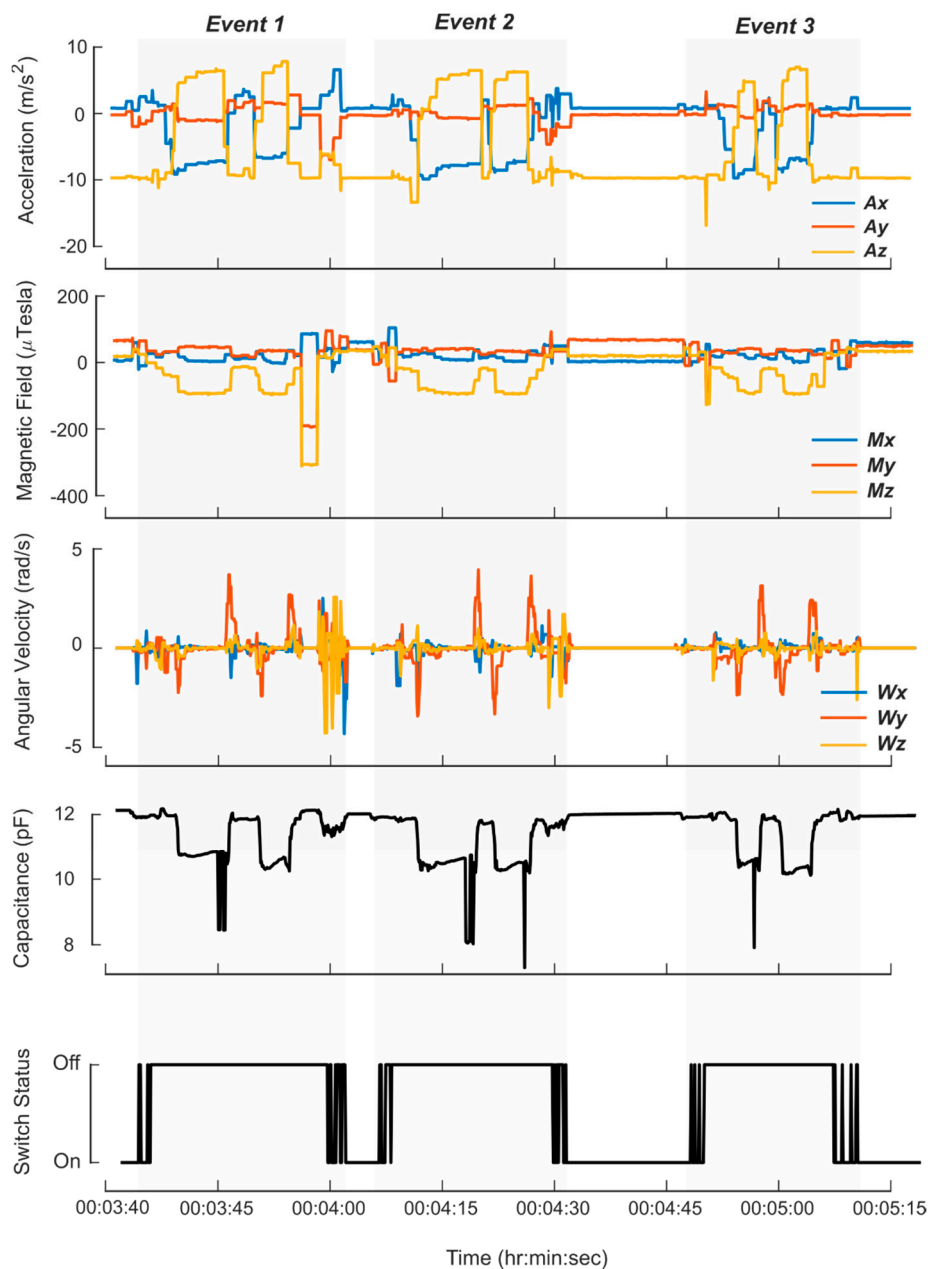 Event 1 Event 2 Event 3
Accelration (m/s²)
10
0
-10
-20
Ax
Ay
Az
Magnetic Field (μ Tesla)
200
0
-200
-400
Mx
My
Mz
Angular Velocity (rad/s)
5
0
-5
Wx
Wy
Wz
Capacitance (pF)
12
10
8
Switch Status
Off
On
00:03:40 00:03:45 00:04:00 00:04:15 00:04:30 00:04:45 00:05:00 00:05:15
Time (hr:min:sec)